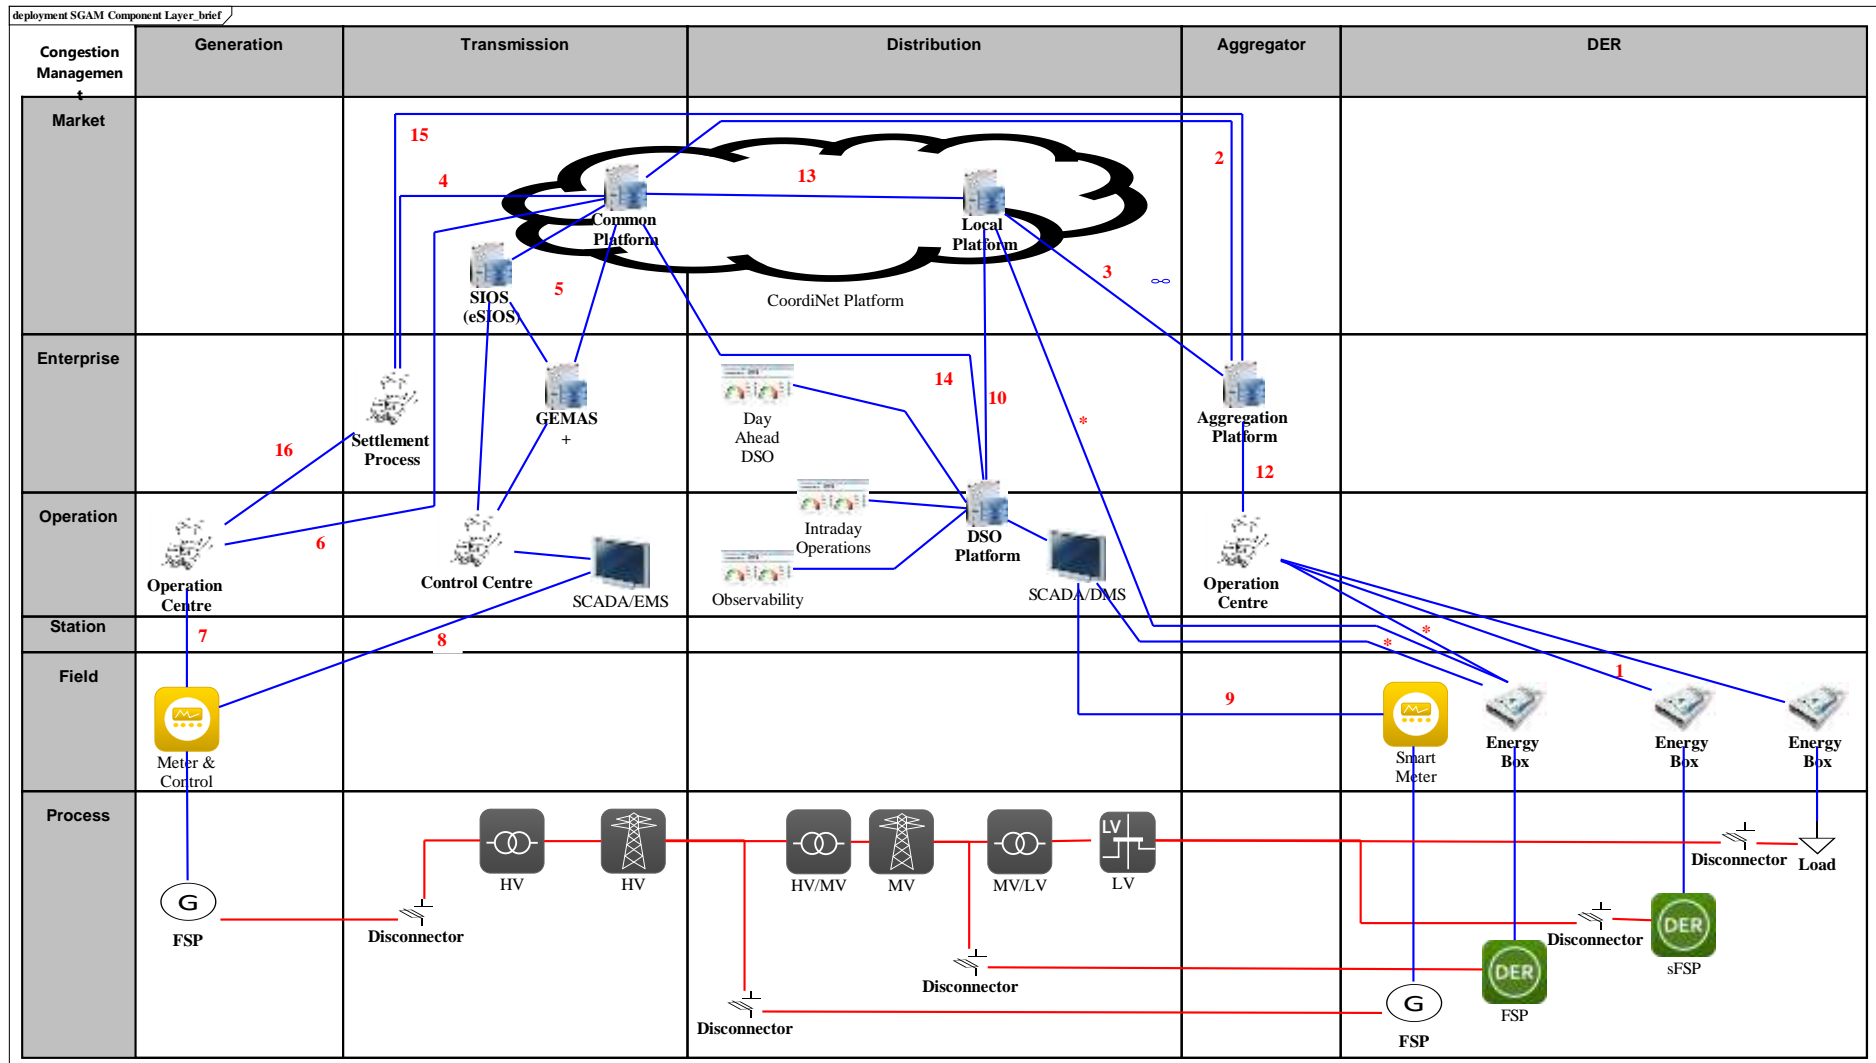 deployment SGAM Component Layer_brief
Congestion
Managemen
t
Generation
Transmission
Distribution
Aggregator
DER
Market
15
4
13
2
Common
Platform
Local
Platform
SIOS
(eSIOS)
5
3
CoordiNet Platform
Enterprise
14
10
*
Settlement
Process
GEMAS
+
Day
Ahead
DSO
Aggregation
Platform
16
12
Operation
6
Operation
Centre
Control Centre
SCADA/EMS
Intraday
Operations
Observability
DSO
Platform
SCADA/DMS
Operation
Centre
Station
7
8
*
*
Field
1
9
Meter &
Control
Smart
Meter
Energy
Box
Energy
Box
Energy
Box
Process
HV
HV
HV/MV
MV
MV/LV
LV
LV
Disconnector
Load
G
FSP
Disconnector
Disconnector
Disconnector
Disconnector
DER
sFSP
DER
FSP
G
FSP